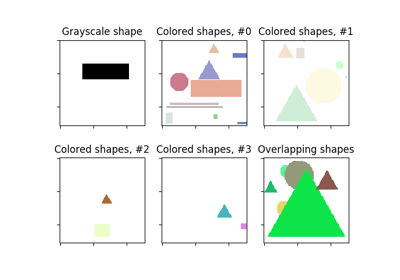 Grayscale shape
Colored shapes, #0
Colored shapes, #1
Colored shapes, #2
Colored shapes, #3
Overlapping shapes